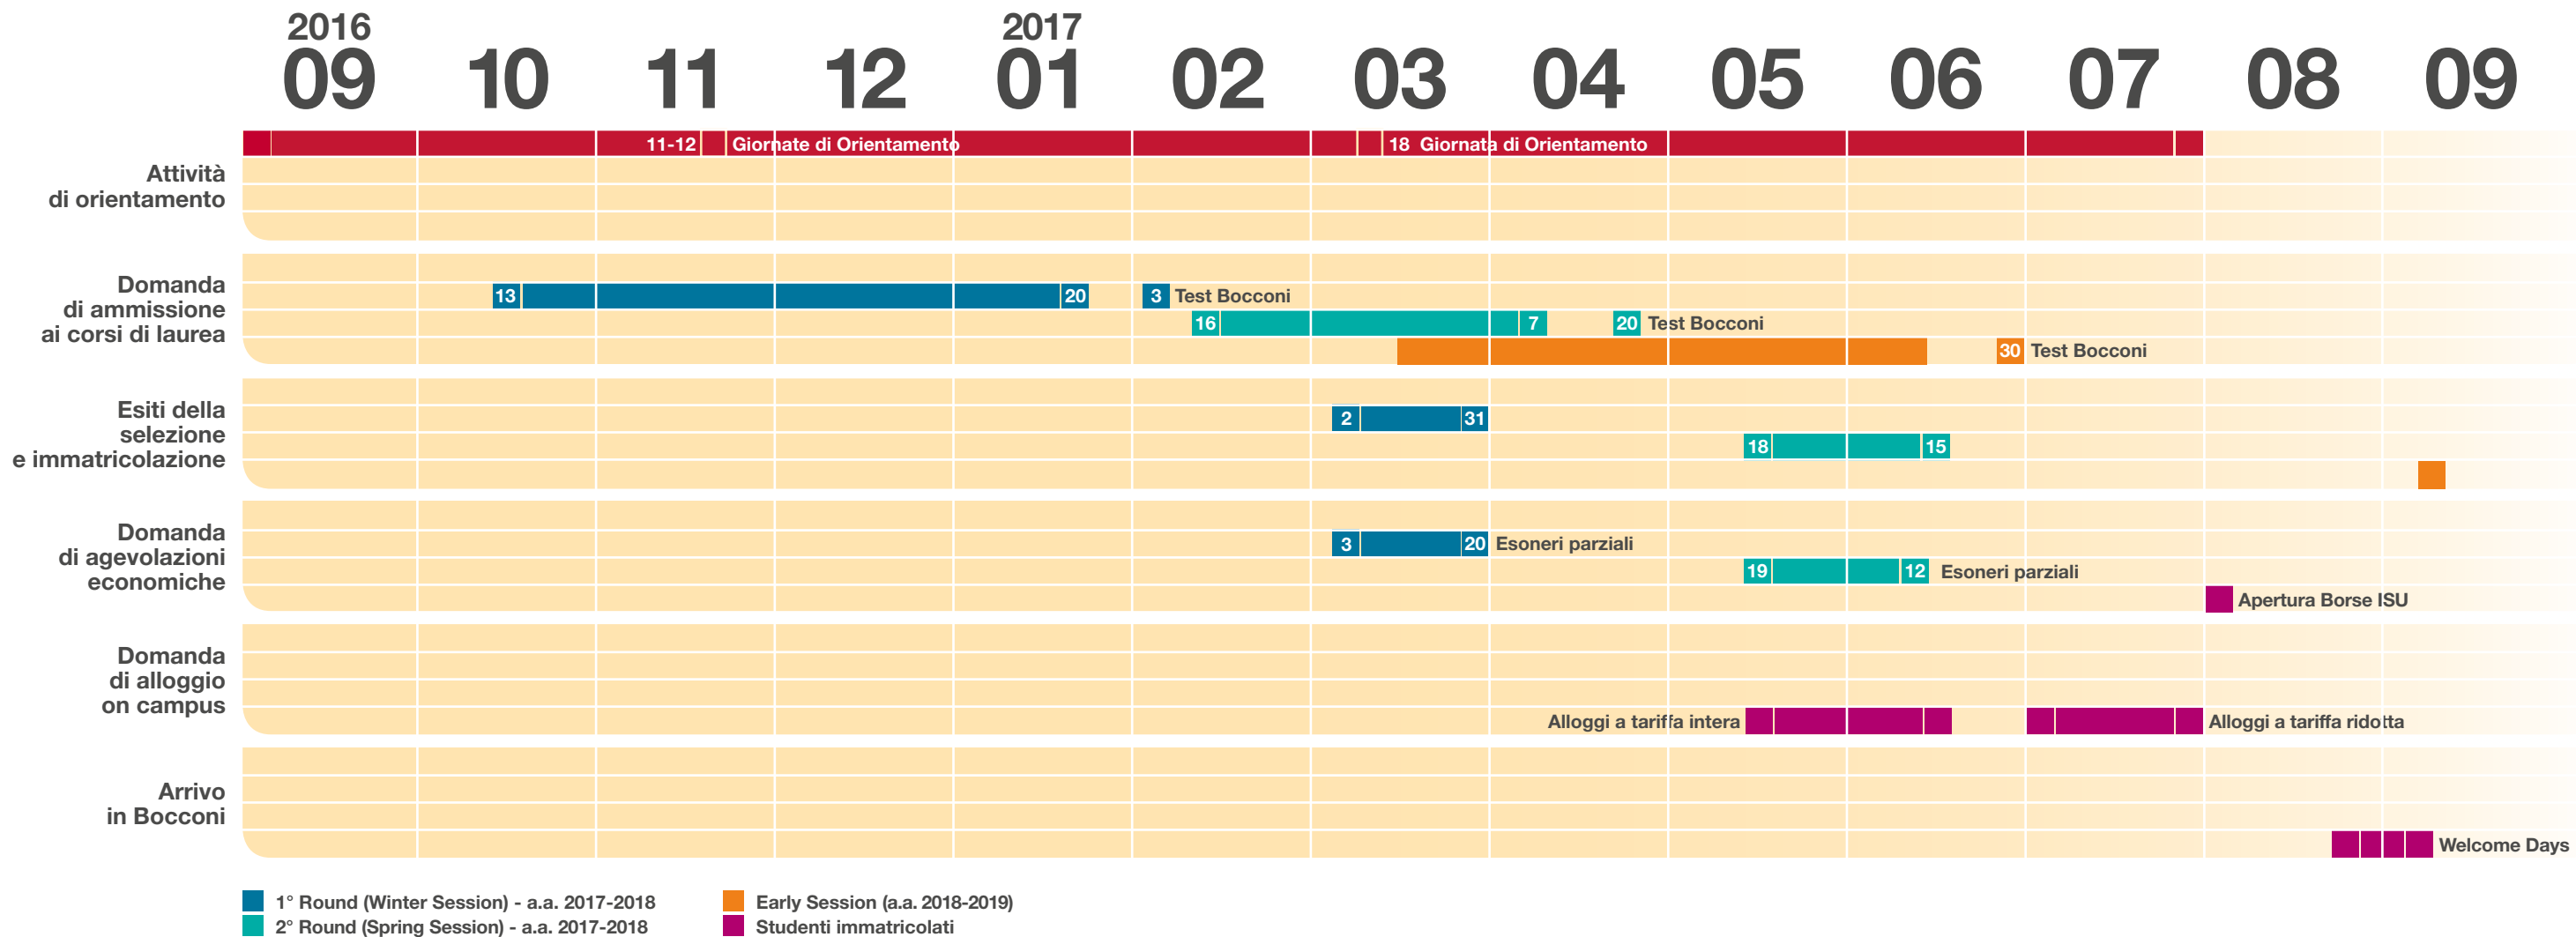 2016
2017
09 10 11 12 01 02 03 04 05 06 07 08 09
Attività
di orientamento
11-12 Giornate di Orientamento
18 Giornata di Orientamento
Domanda
di ammissione
ai corsi di laurea
13 20 3 Test Bocconi
16 7 20 Test Bocconi
30 Test Bocconi
Esiti della
selezione
e immatricolazione
2 31
18 15
Domanda
di agevolazioni
economiche
3 20 Esoneri parziali
19 12 Esoneri parziali
Apertura Borse ISU
Domanda
di alloggio
on campus
Alloggi a tariffa intera
Alloggi a tariffa ridotta
Arrivo
in Bocconi
Welcome Days
1° Round (Winter Session) - a.a. 2017-2018
2° Round (Spring Session) - a.a. 2017-2018
Early Session (a.a. 2018-2019)
Studenti immatricolati